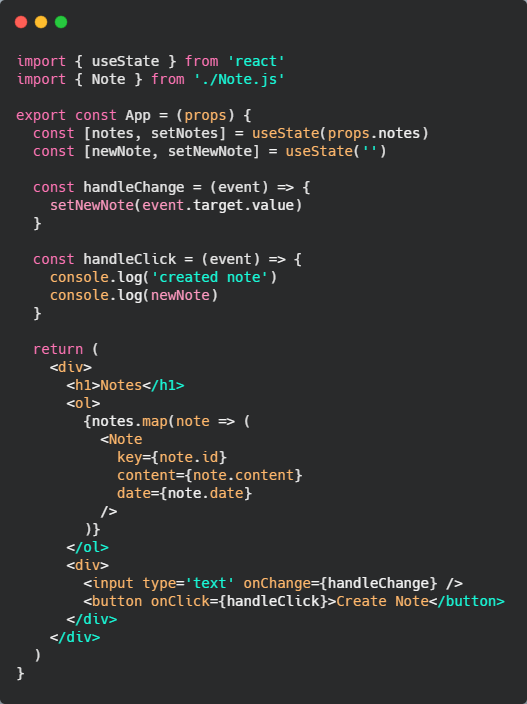 import { useState } from 'react'
import { Note } from './Note.js'

export const App = (props) {
  const [notes, setNotes] = useState(props.notes)
  const [newNote, setNewNote] = useState('')

  const handleChange = (event) => {
    setNewNote(event.target.value)
  }

  const handleClick = (event) => {
    console.log('created note')
    console.log(newNote)
  }

  return (
    <div>
      <h1>Notes</h1>
      <ol>
        {notes.map(note => (
          <Note
            key={note.id}
            content={note.content}
            date={note.date}
          />
        )}
      </ol>
      <div>
        <input type='text' onChange={handleChange} />
        <button onClick={handleClick}>Create Note</button>
      </div>
    </div>
  )
}